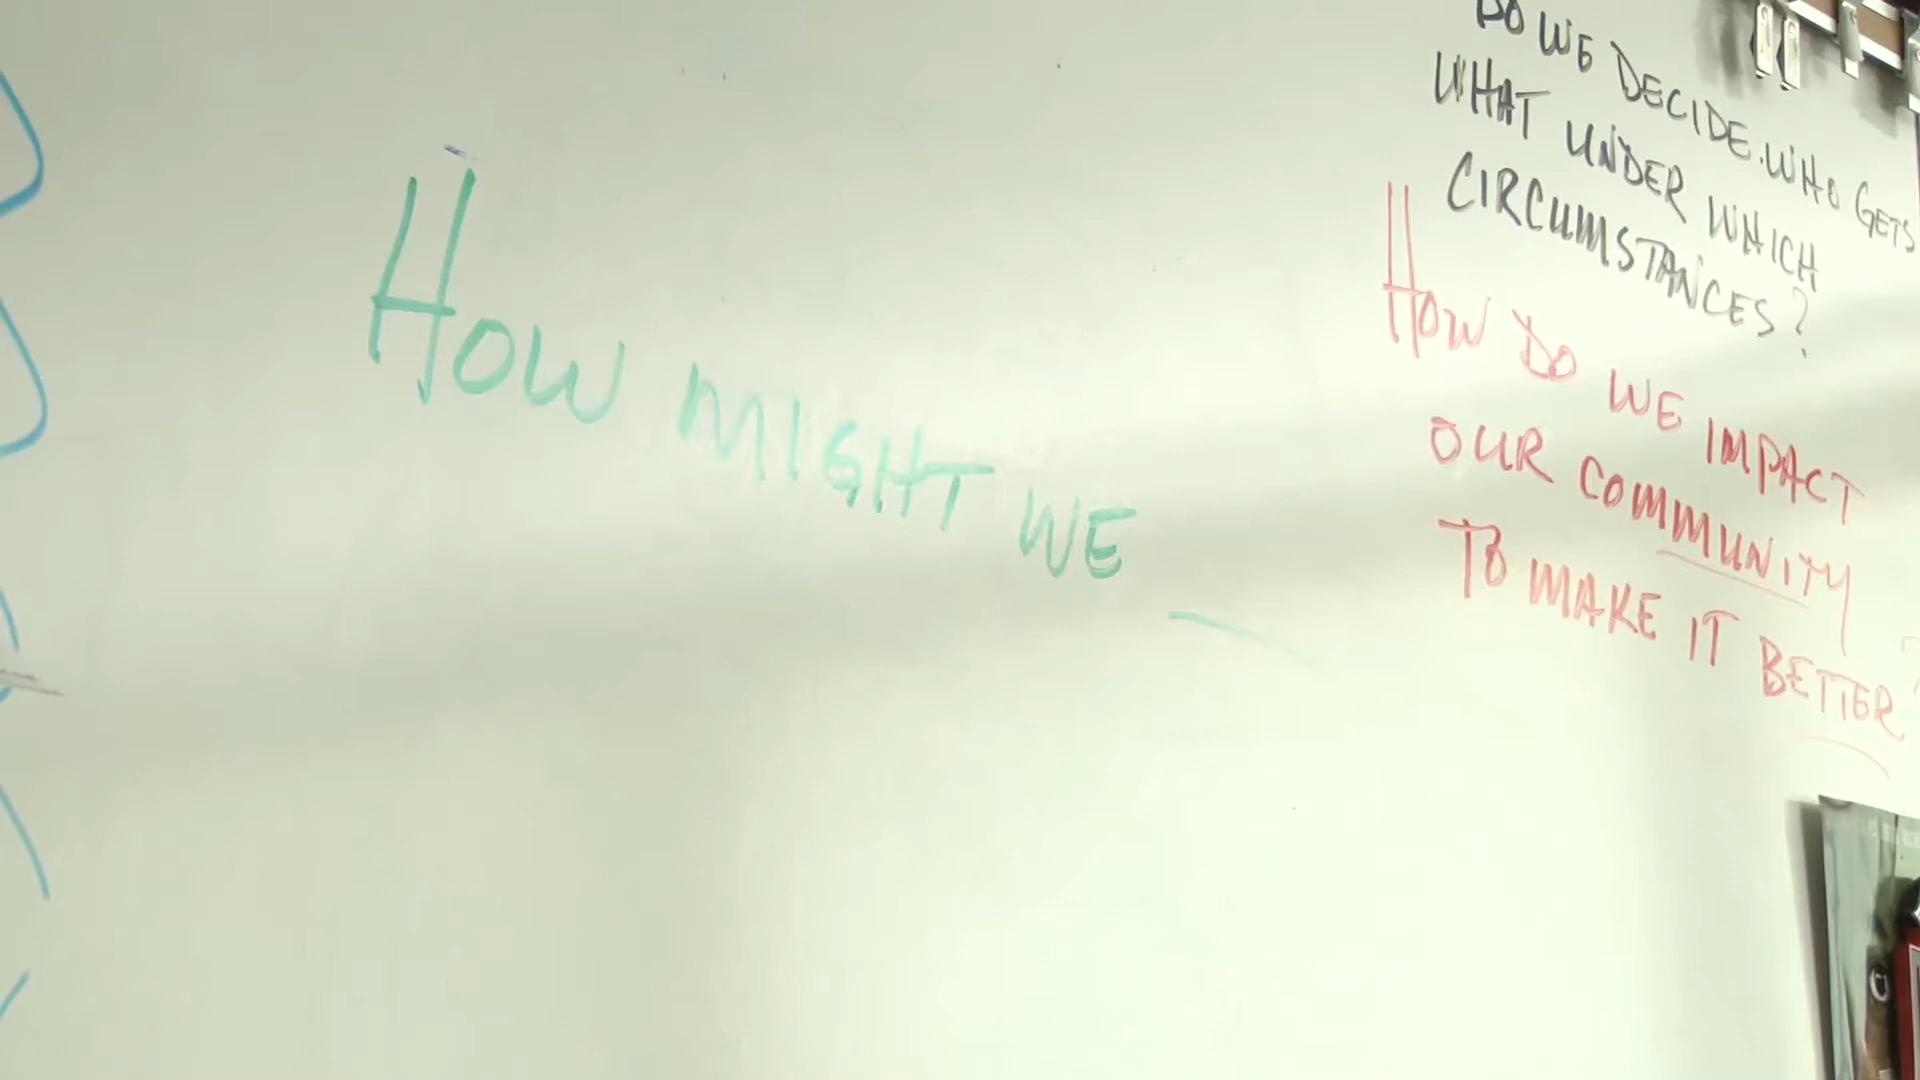 HOW MIGHT WE
DO WE DECIDE WHO GETS
WHAT UNDER WHICH
CIRCUMSTANCES?
HOW DO WE IMPACT
OUR COMMUNITY
TO MAKE IT BETTER